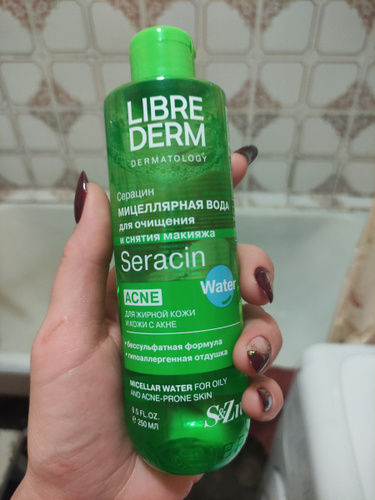 LIBRE
DERM
DERMATOLOGY
Серацин
МИЦЕЛЛЯРНАЯ ВОДА
для очищения
и снятия макияжа
Seracin
Water
ACNE
ДЛЯ ЖИРНОЙ КОЖИ
И КОЖИ С АКНЕ
• бессульфатная формула
• гипоаллергенная отдушка
MICELLAR WATER FOR OILY
AND ACNE-PRONE SKIN
8.5 FL.OZ.
℮ 250 МЛ